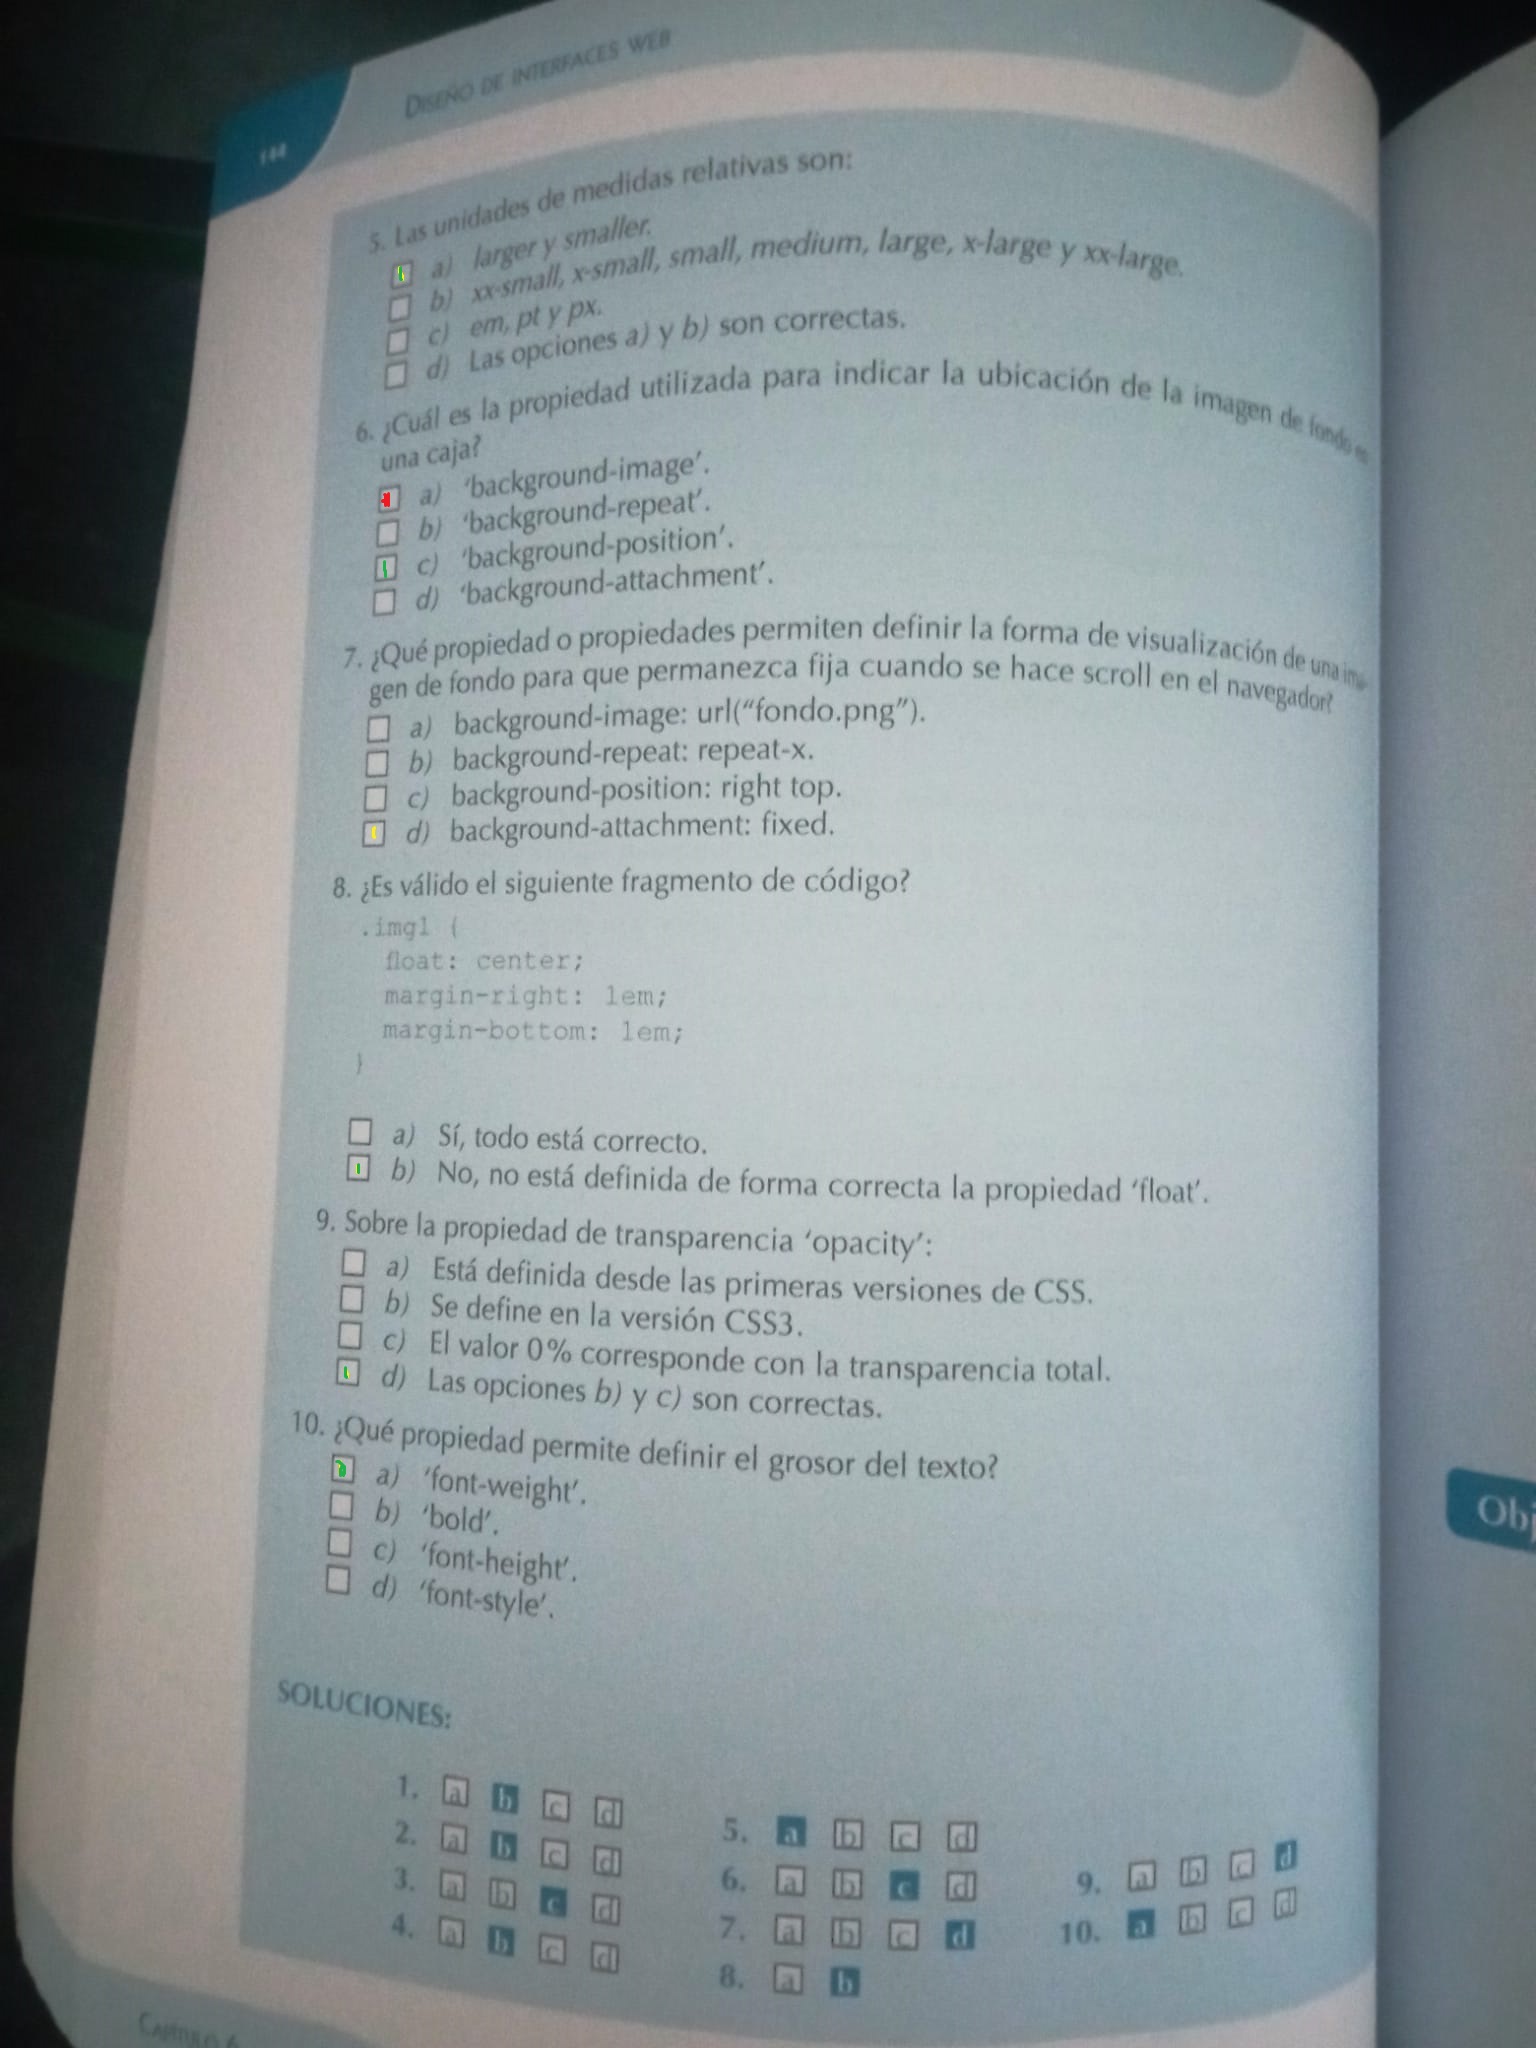 144
DISEÑO DE INTERFACES WEB
5. Las unidades de medidas relativas son:
a) larger y smaller.
b) xx-small, x-small, small, medium, large, x-large y xx-large.
c) em, pt y px.
d) Las opciones a) y b) son correctas.
6. ¿Cuál es la propiedad utilizada para indicar la ubicación de la imagen de fondo en
una caja?
a) ‘background-image’.
b) ‘background-repeat’.
c) ‘background-position’.
d) ‘background-attachment’.
7. ¿Qué propiedad o propiedades permiten definir la forma de visualización de una ima-
gen de fondo para que permanezca fija cuando se hace scroll en el navegador?
a) background-image: url(“fondo.png”).
b) background-repeat: repeat-x.
c) background-position: right top.
d) background-attachment: fixed.
8. ¿Es válido el siguiente fragmento de código?
.img1 {
float: center;
margin-right: 1em;
margin-bottom: 1em;
}
a) Sí, todo está correcto.
b) No, no está definida de forma correcta la propiedad ‘float’.
9. Sobre la propiedad de transparencia ‘opacity’:
a) Está definida desde las primeras versiones de CSS.
b) Se define en la versión CSS3.
c) El valor 0% corresponde con la transparencia total.
d) Las opciones b) y c) son correctas.
10. ¿Qué propiedad permite definir el grosor del texto?
a) ‘font-weight’.
b) ‘bold’.
c) ‘font-height’.
d) ‘font-style’.
SOLUCIONES:
1. a b c d
2. a b c d
3. a b c d
4. a b c d
5. a b c d
6. a b c d
7. a b c d
8. a b
9. a b c d
10. a b c d
CAPÍTULO 6